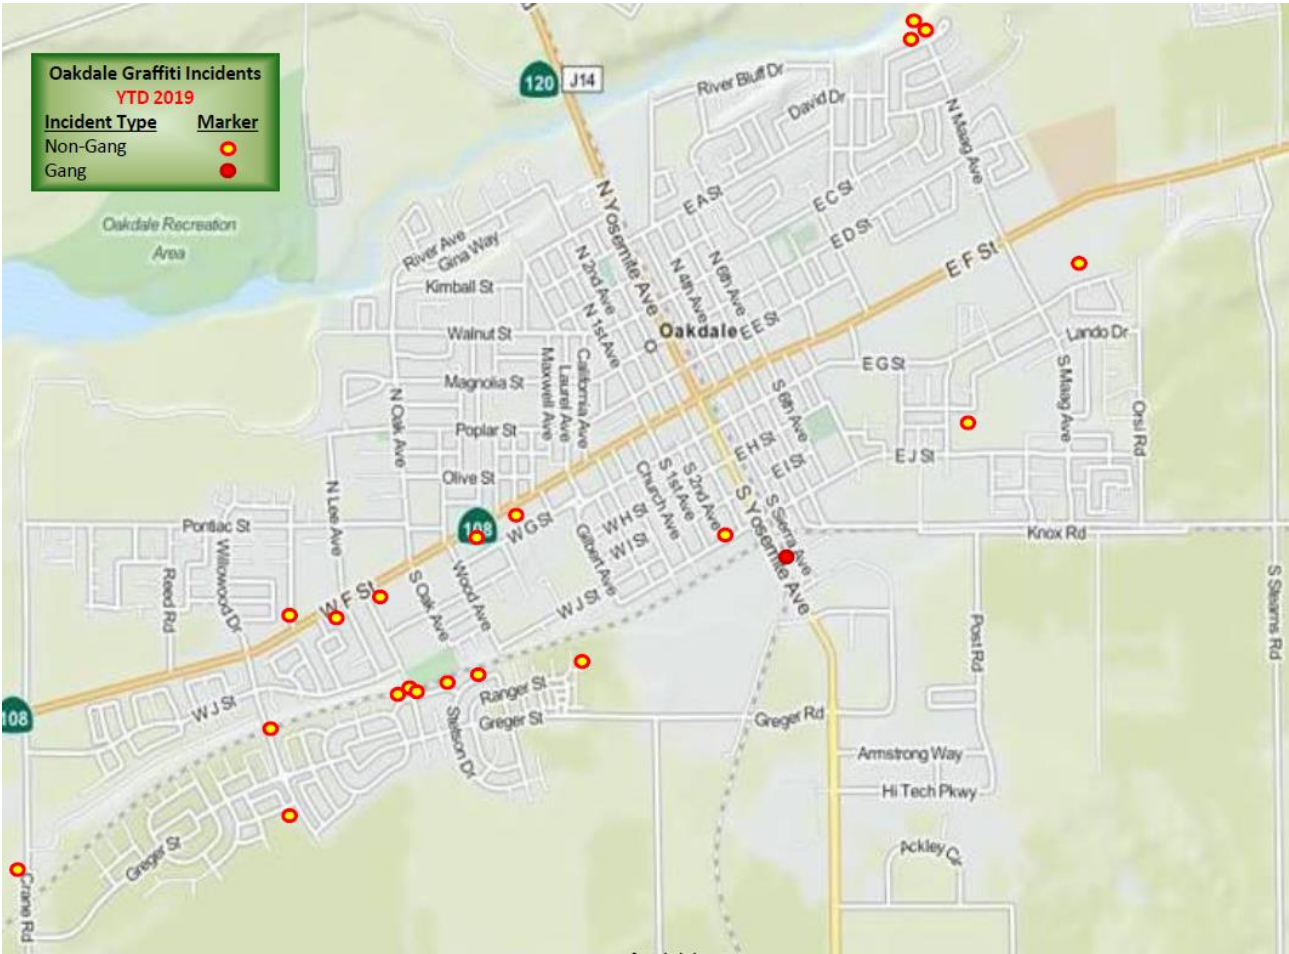 Oakdale Graffiti Incidents
YTD 2019
Incident Type Marker
Non-Gang
Gang
120
J14
River Bluff Dr
David Dr
N Maag Ave
Oakdale Recreation
Area
N Yosemite Ave
E A St
E C St
E D St
River Ave
Gina Way
Kimball St
N 2nd Ave
N 4th Ave
N 6th Ave
E F St
Walnut St
N 1st Ave
Oakdale
E E St
Lando Dr
Magnolia St
Maxwell Ave
Laurel Ave
California Ave
E G St
S Maag Ave
N Oak Ave
S 6th Ave
Orsi Rd
Poplar St
E H St
E J St
Olive St
E I St
N Lee Ave
Church Ave
S 1st Ave
S 2nd Ave
S Yosemite Ave
S Sierra Ave
Pontiac St
108
W G St
W H St
W I St
Gilbert Ave
Knox Rd
Reed Rd
Willowood Dr
W F St
S Oak Ave
Wood Ave
W J St
Post Rd
S Stearns Rd
108
W J St
Ranger St
Greger St
Stetson Dr
Greger Rd
Armstrong Way
Hi Tech Pkwy
Greger St
Ackley Cir
Crane Rd